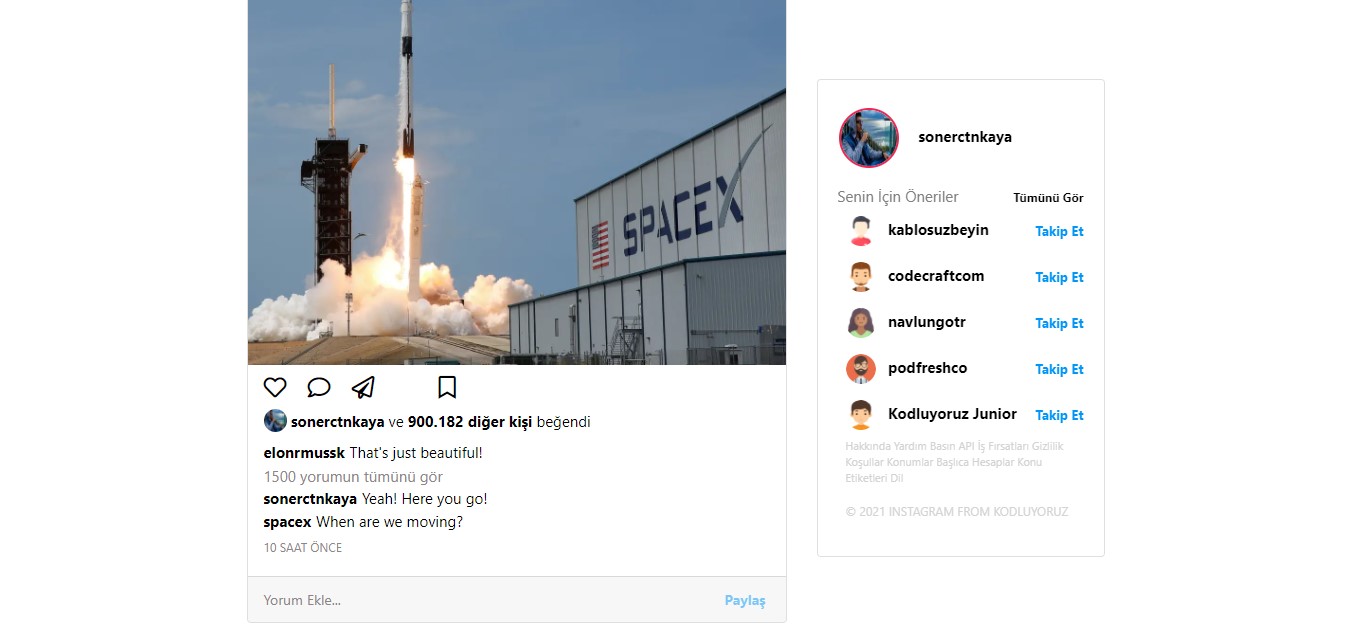 SPACEX
sonerctnkaya ve 900.182 diğer kişi beğendi
elonrmussk That's just beautiful!
1500 yorumun tümünü gör
sonerctnkaya Yeah! Here you go!
spacex When are we moving?
10 SAAT ÖNCE
Yorum Ekle... Paylaş
sonerctnkaya
Senin İçin Öneriler Tümünü Gör
kablosuzbeyin Takip Et
codecraftcom Takip Et
navlungotr Takip Et
podfreshco Takip Et
Kodluyoruz Junior Takip Et
Hakkında Yardım Basın API İş Fırsatları Gizlilik
Koşullar Konumlar Başlıca Hesaplar Konu
Etiketleri Dil
© 2021 INSTAGRAM FROM KODLUYORUZ